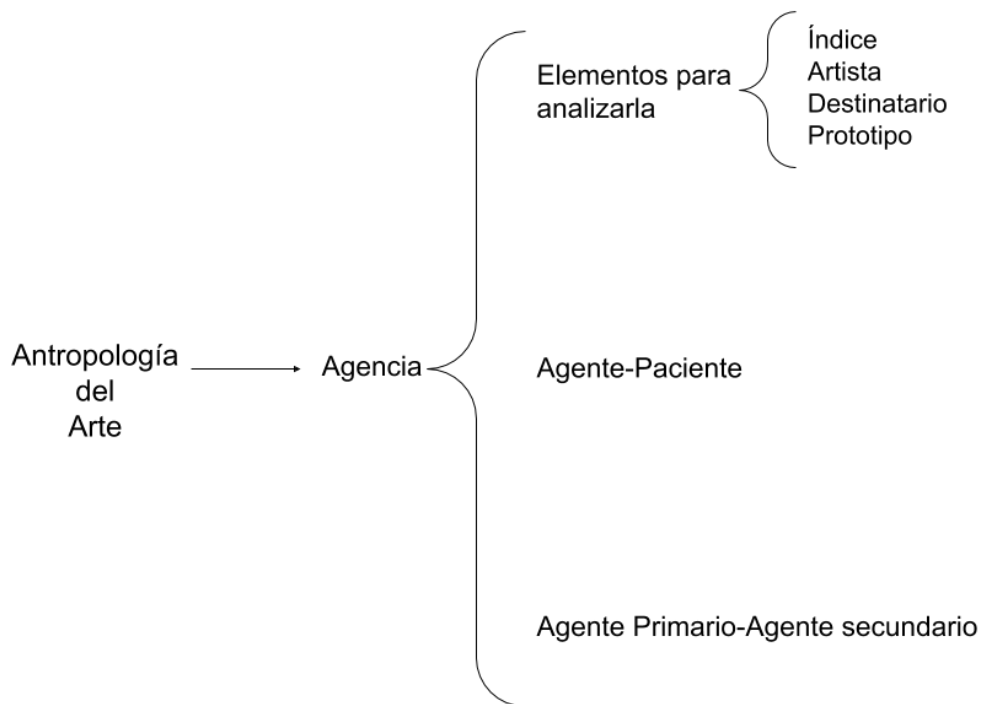 Antropología
del
Arte
Agencia
Elementos para
analizarla
Índice
Artista
Destinatario
Prototipo
Agente-Paciente
Agente Primario-Agente secundario